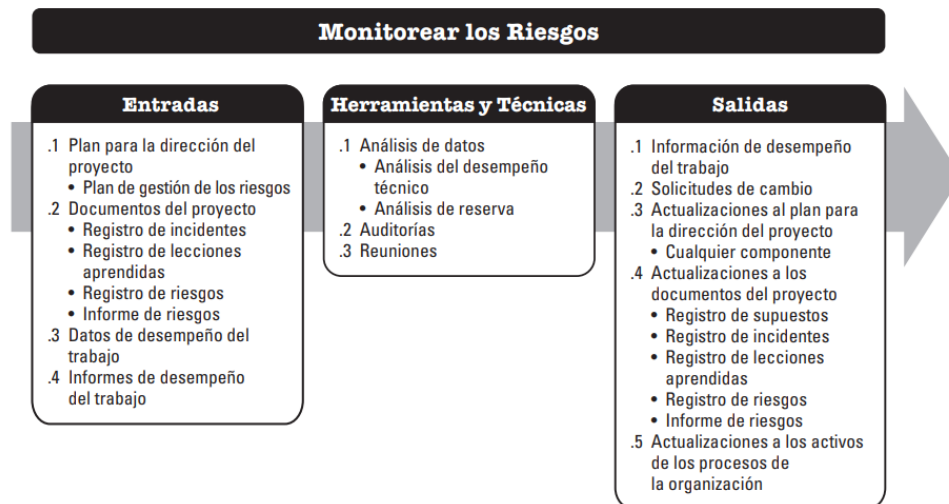 Monitorear los Riesgos
Entradas
.1 Plan para la dirección del
proyecto
• Plan de gestión de los riesgos
.2 Documentos del proyecto
• Registro de incidentes
• Registro de lecciones
aprendidas
• Registro de riesgos
• Informe de riesgos
.3 Datos de desempeño del
trabajo
.4 Informes de desempeño
del trabajo
Herramientas y Técnicas
.1 Análisis de datos
• Análisis del desempeño
técnico
• Análisis de reserva
.2 Auditorías
.3 Reuniones
Salidas
.1 Información de desempeño
del trabajo
.2 Solicitudes de cambio
.3 Actualizaciones al plan para
la dirección del proyecto
• Cualquier componente
.4 Actualizaciones a los
documentos del proyecto
• Registro de supuestos
• Registro de incidentes
• Registro de lecciones
aprendidas
• Registro de riesgos
• Informe de riesgos
.5 Actualizaciones a los activos
de los procesos de
la organización